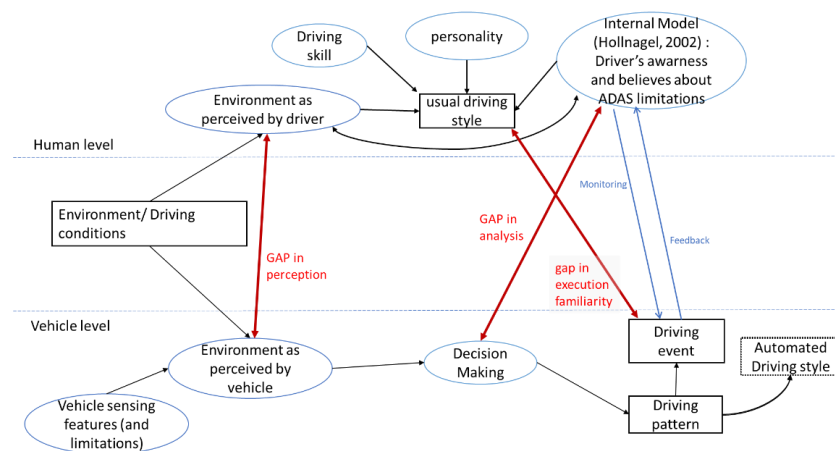 Driving
skill
personality
Internal Model
(Hollnagel, 2002) :
Driver's awarness
and believes about
ADAS limitations
Environment as
perceived by driver
usual driving
style
Human level
Environment/ Driving
conditions
GAP in
perception
GAP in
analysis
Monitoring
Feedback
gap in
execution
familiarity
Vehicle level
Environment as
perceived by
vehicle
Decision
Making
Driving
event
Automated
Driving style
Vehicle sensing
features (and
limitations)
Driving
pattern